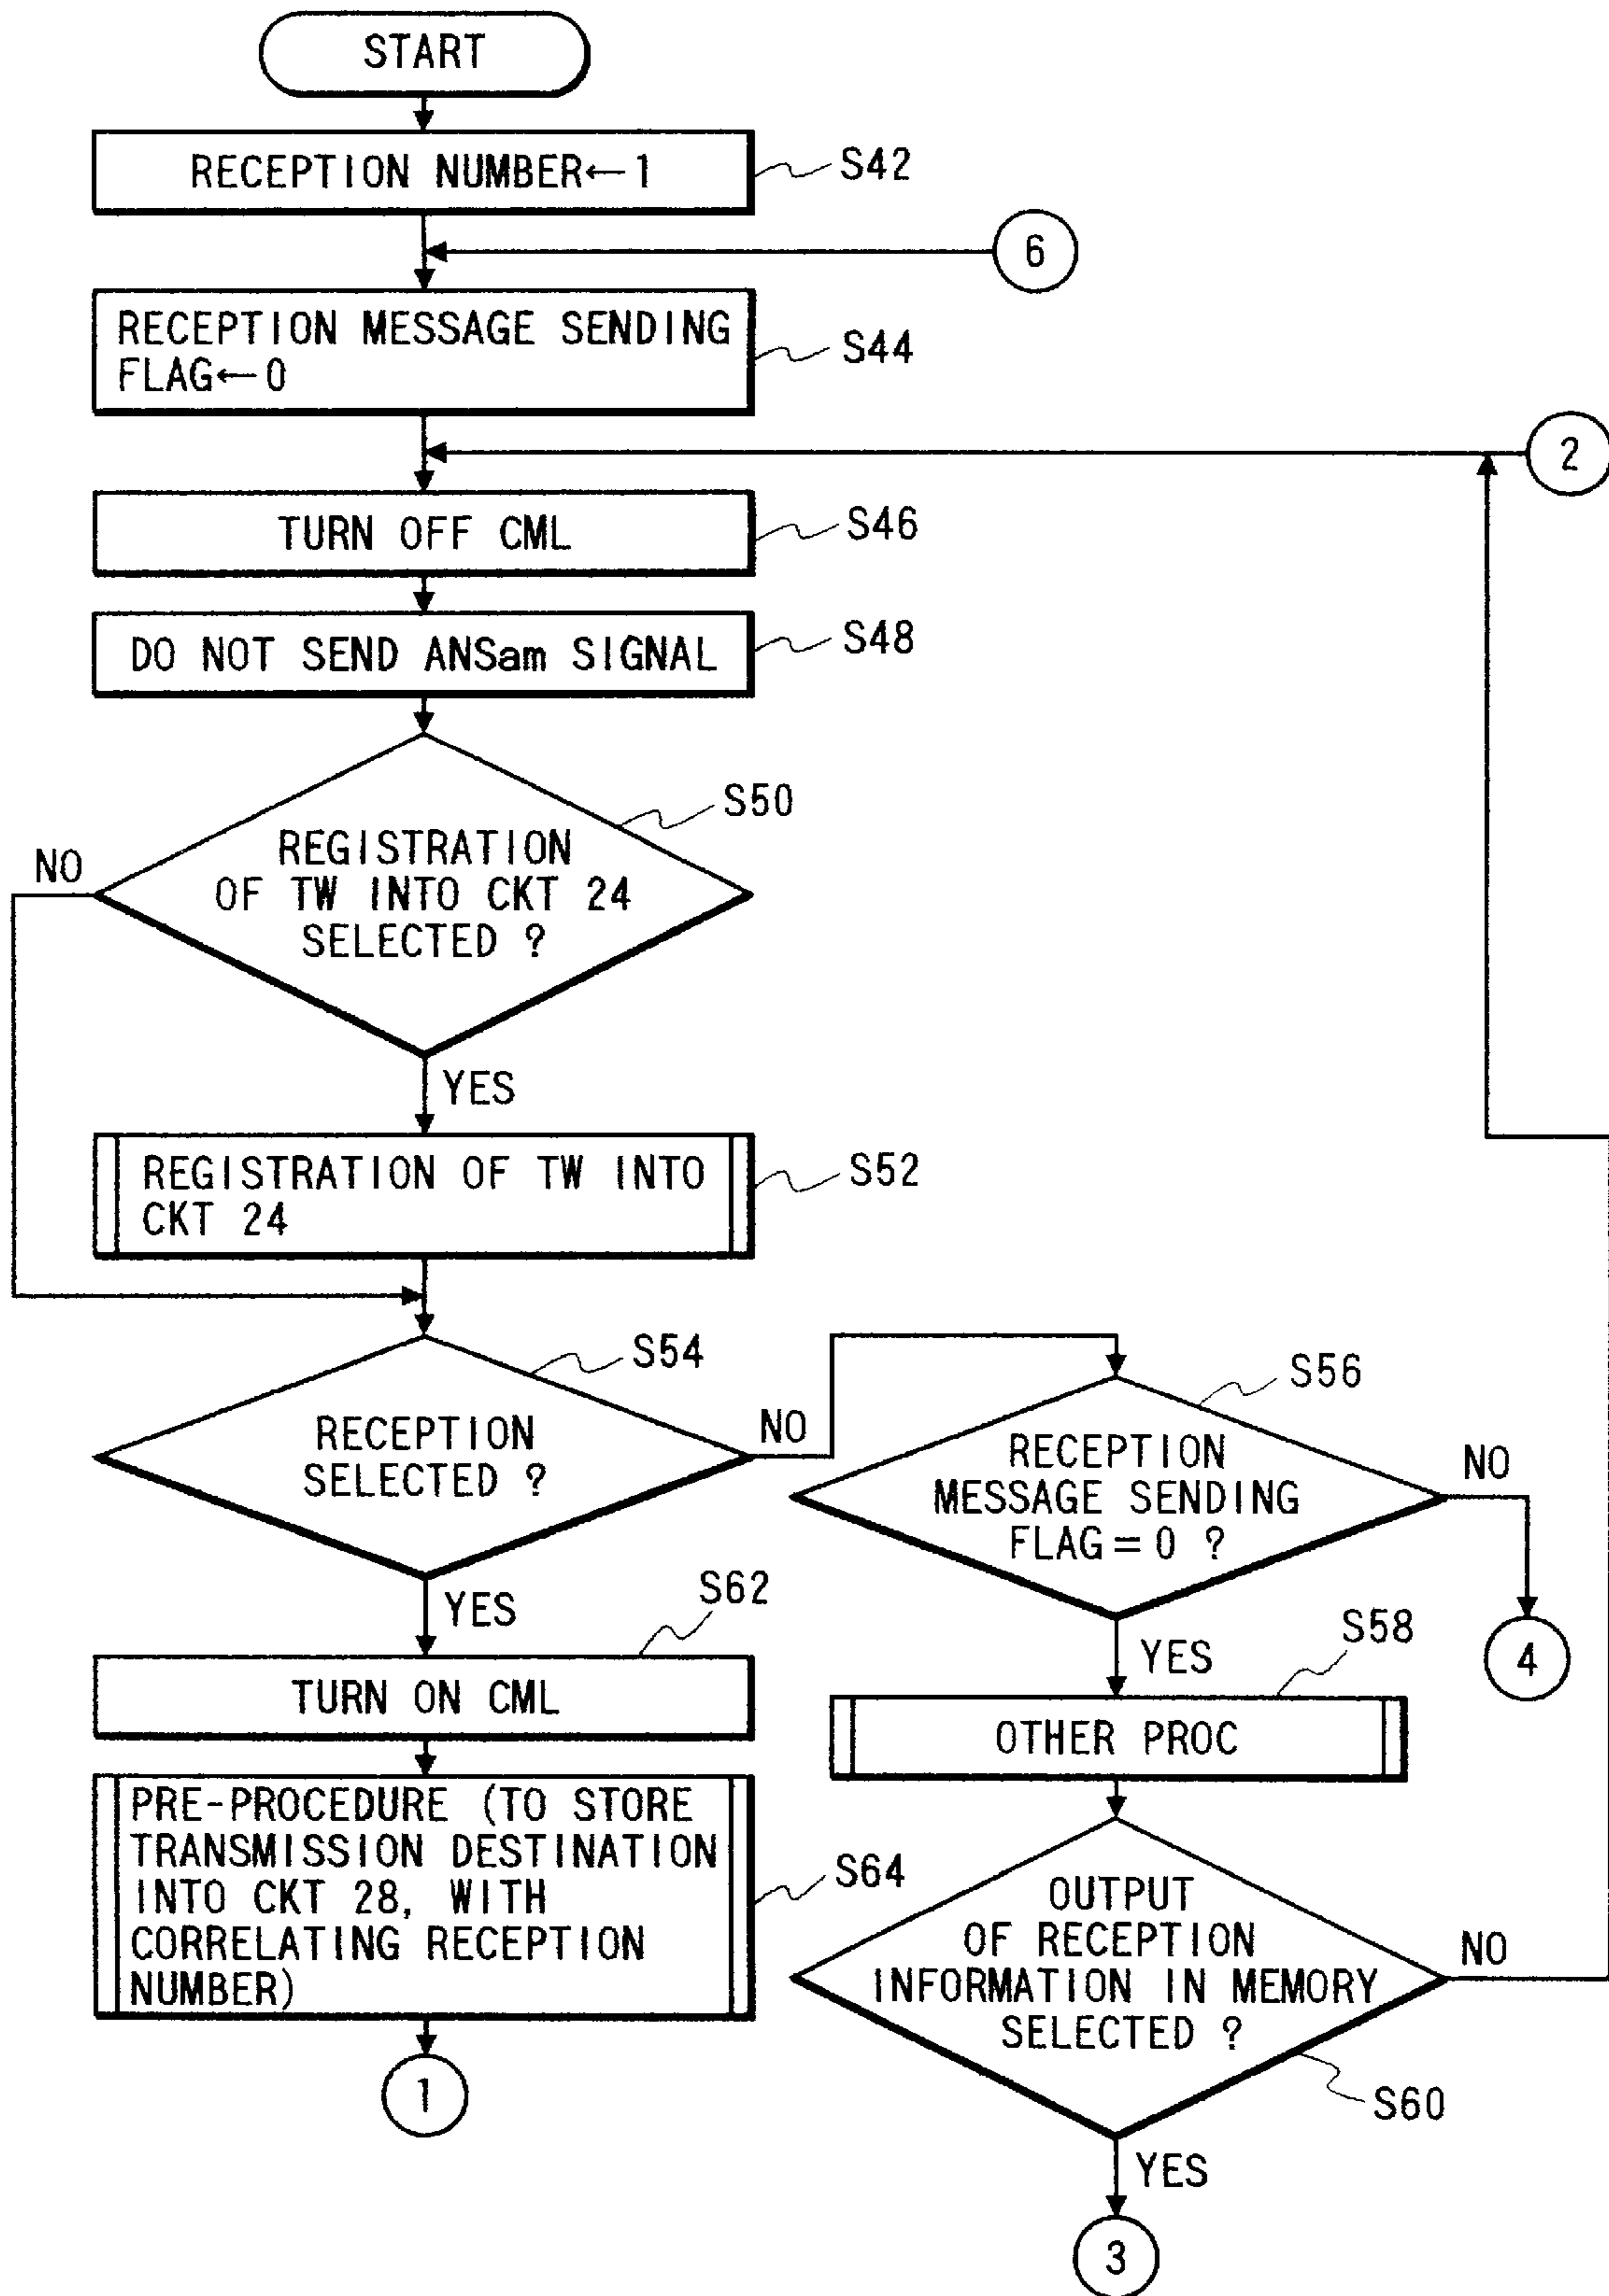 START
RECEPTION NUMBER←1
S42
6
RECEPTION MESSAGE SENDING
FLAG←0
S44
2
TURN OFF CML
S46
DO NOT SEND ANSam SIGNAL
S48
S50
REGISTRATION
OF TW INTO CKT 24
SELECTED ?
NO
YES
REGISTRATION OF TW INTO
CKT 24
S52
S54
RECEPTION
SELECTED ?
NO
YES
S56
RECEPTION
MESSAGE SENDING
FLAG=0 ?
NO
4
YES
S62
TURN ON CML
S58
OTHER PROC
PRE-PROCEDURE (TO STORE
TRANSMISSION DESTINATION
INTO CKT 28, WITH
CORRELATING RECEPTION
NUMBER)
S64
1
OUTPUT
OF RECEPTION
INFORMATION IN MEMORY
SELECTED ?
NO
S60
YES
3